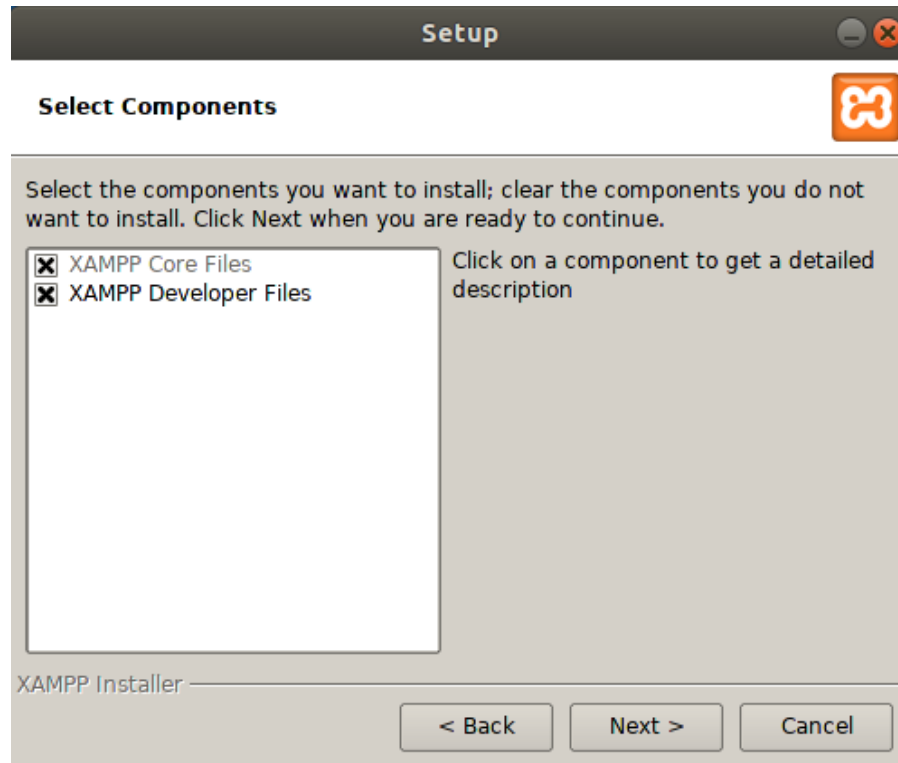 Setup
Select Components
Select the components you want to install; clear the components you do not
want to install. Click Next when you are ready to continue.
XAMPP Core Files
XAMPP Developer Files
Click on a component to get a detailed
description
XAMPP Installer
< Back
Next >
Cancel